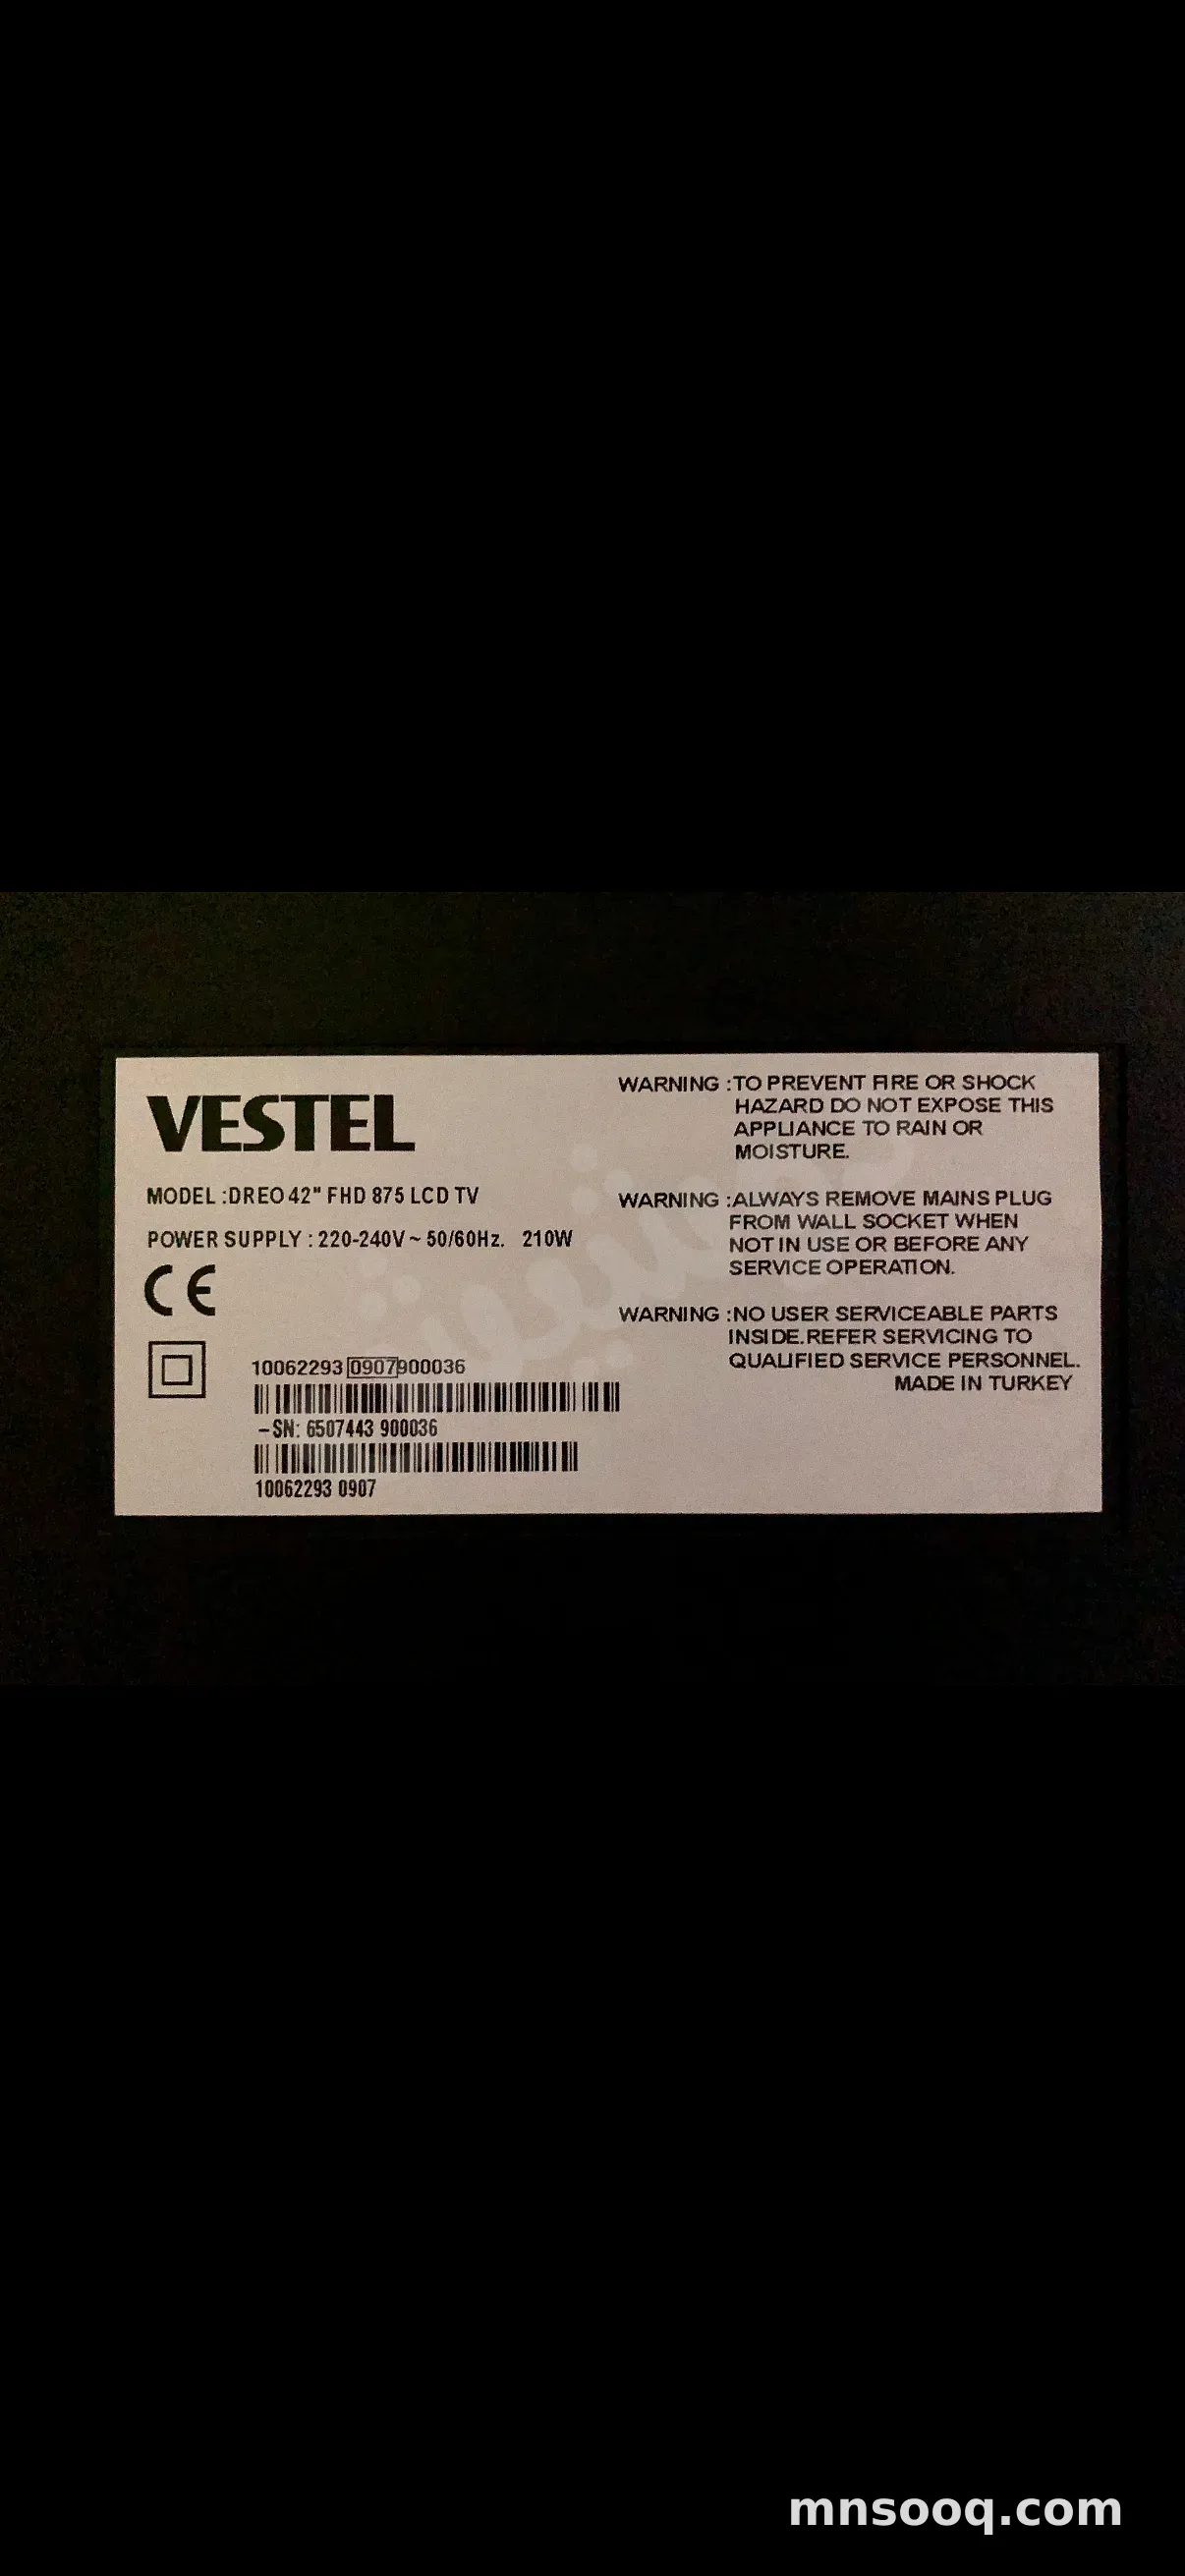 VESTEL
MODEL :DREO 42" FHD 875 LCD TV
POWER SUPPLY : 220-240V ~ 50/60Hz. 210W
CE
10062293 0907900036
-SN: 6507443 900036
10062293 0907
WARNING :TO PREVENT FIRE OR SHOCK
HAZARD DO NOT EXPOSE THIS
APPLIANCE TO RAIN OR
MOISTURE.
WARNING :ALWAYS REMOVE MAINS PLUG
FROM WALL SOCKET WHEN
NOT IN USE OR BEFORE ANY
SERVICE OPERATION.
WARNING :NO USER SERVICEABLE PARTS
INSIDE.REFER SERVICING TO
QUALIFIED SERVICE PERSONNEL.
MADE IN TURKEY
mnsooq.com